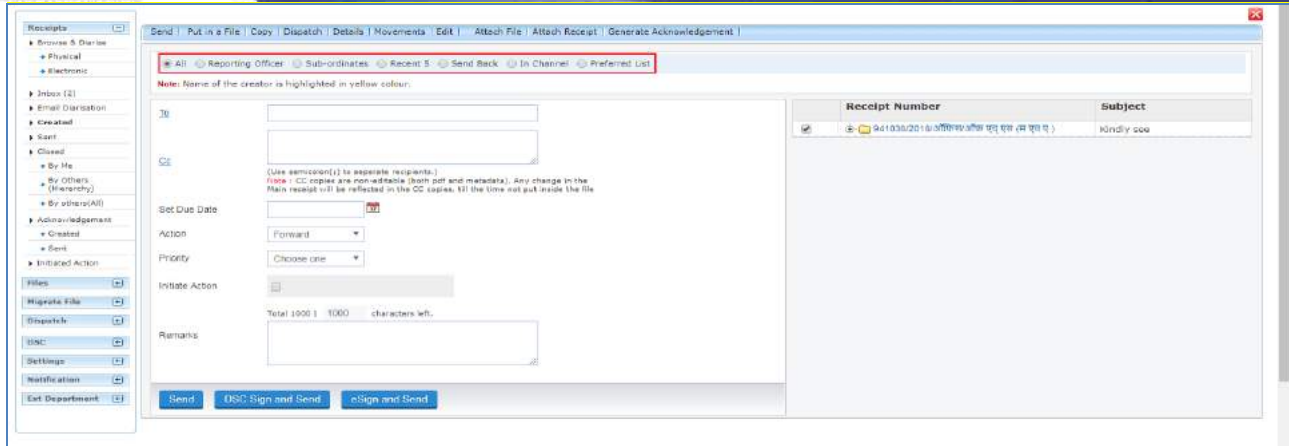 Receipts
Browse & Diarise
Physical
Electronic
Inbox (2)
Email Diarisation
Created
Sent
Closed
By Me
By Others
(Hierarchy)
By others(All)
Acknowledgement
Created
Sent
Initiated Action
Files
Migrate File
Dispatch
DSC
Settings
Notification
Ext Department
Send | Put in a File | Copy | Dispatch | Details | Movements | Edit | Attach File | Attach Receipt | Generate Acknowledgement |
All Reporting Officer Sub-ordinates Recent 5 Send Back In Channel Preferred List
Note: Name of the creator is highlighted in yellow colour.
To
Cc
(Use semicolon(;) to seperate recipients.)
Note : CC copies are non-editable (both pdf and metadata). Any change in the
Main receipt will be reflected in the CC copies, till the time not put inside the file
Set Due Date
Action Forward
Priority Choose one
Initiate Action
Total 1000 | 1000 characters left.
Remarks
Send DSC Sign and Send eSign and Send
Receipt Number Subject
Kindly see